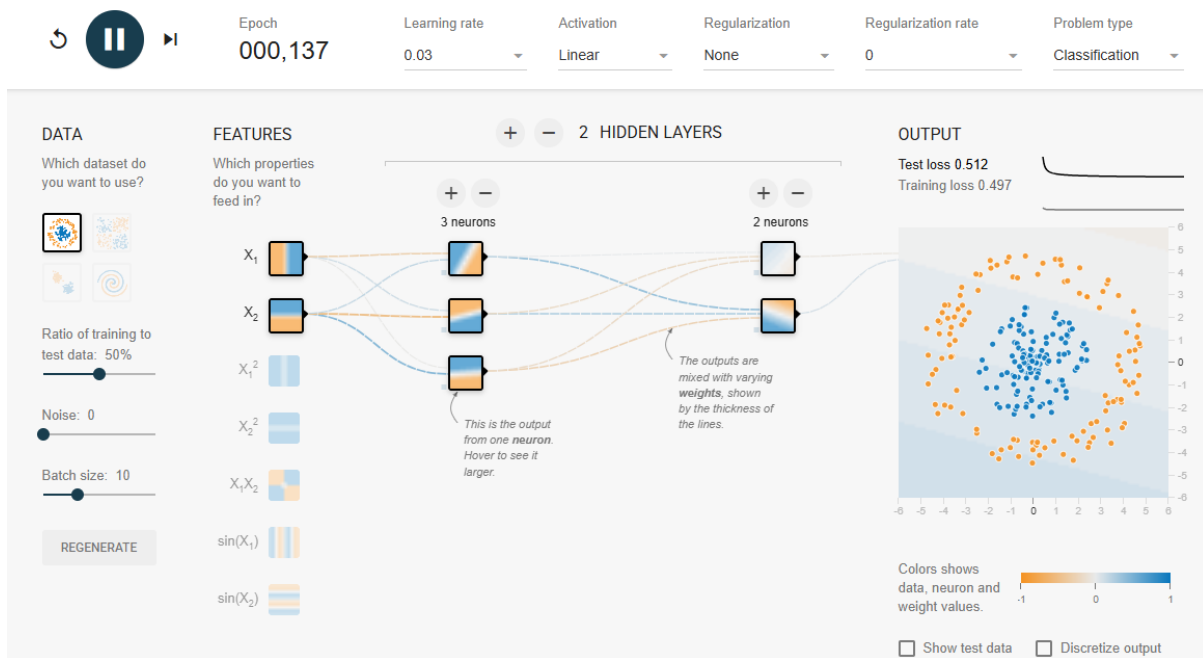 Epoch
000,137
Learning rate
0.03
Activation
Linear
Regularization
None
Regularization rate
0
Problem type
Classification
DATA
Which dataset do
you want to use?
Ratio of training to
test data: 50%
Noise: 0
Batch size: 10
REGENERATE
FEATURES
Which properties
do you want to
feed in?
X₁
X₂
X₁²
X₂²
X₁X₂
sin(X₁)
sin(X₂)
+ − 2 HIDDEN LAYERS
+ −
3 neurons
+ −
2 neurons
This is the output
from one neuron.
Hover to see it
larger.
The outputs are
mixed with varying
weights, shown
by the thickness of
the lines.
OUTPUT
Test loss 0.512
Training loss 0.497
6
5
4
3
2
1
0
-1
-2
-3
-4
-5
-6
-6 -5 -4 -3 -2 -1 0 1 2 3 4 5 6
Colors shows
data, neuron and
weight values.
-1 0 1
Show test data
Discretize output